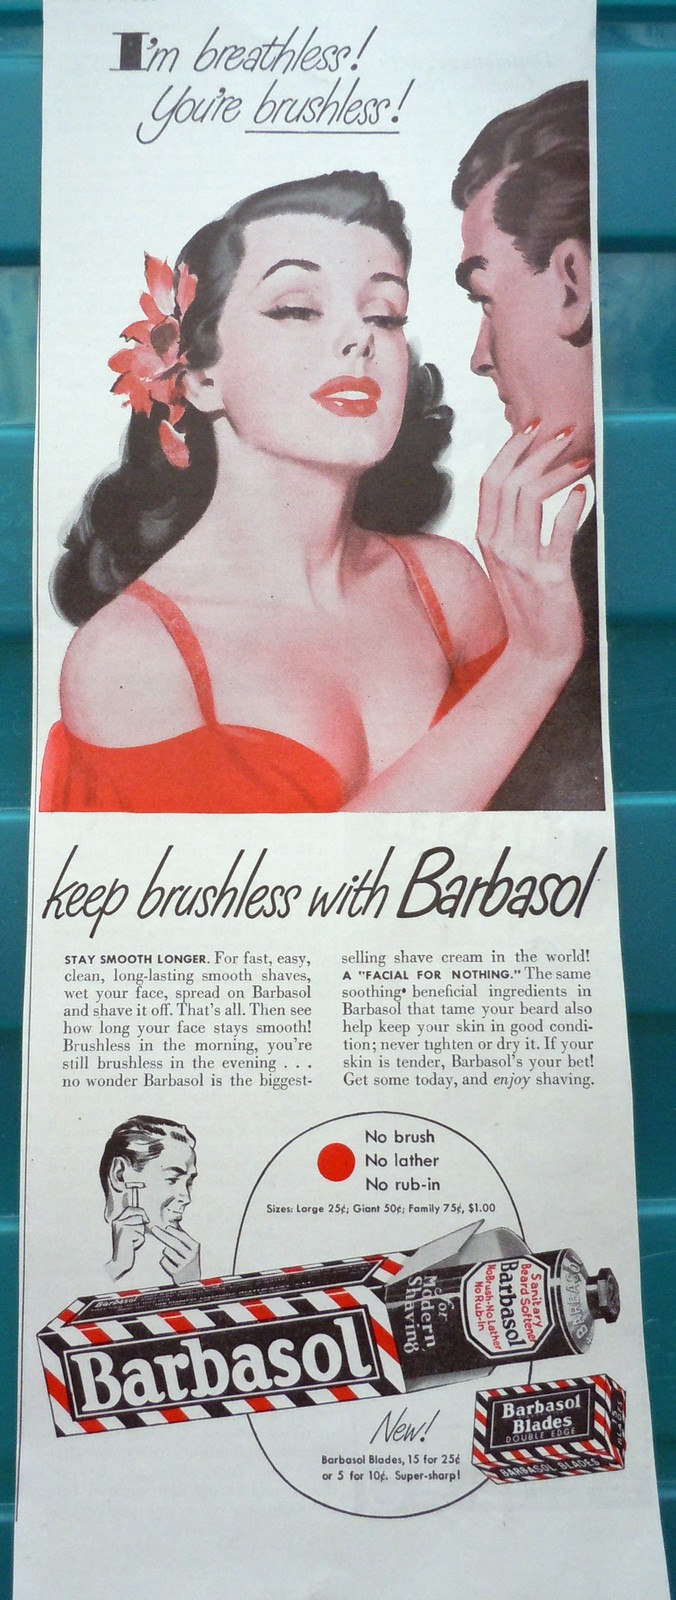 I'm breathless!
You're brushless!
keep brushless with Barbasol
STAY SMOOTH LONGER. For fast, easy,
clean, long-lasting smooth shaves,
wet your face, spread on Barbasol
and shave it off. That's all. Then see
how long your face stays smooth!
Brushless in the morning, you're
still brushless in the evening . . .
no wonder Barbasol is the biggest-
selling shave cream in the world!
A "FACIAL FOR NOTHING." The same
soothing beneficial ingredients in
Barbasol that tame your beard also
help keep your skin in good condi-
tion; never tighten or dry it. If your
skin is tender, Barbasol's your bet!
Get some today, and enjoy shaving.
No brush
No lather
No rub-in
Sizes: Large 25¢; Giant 50¢; Family 75¢, $1.00
Barbasol
Barbasol
For
Modern
Shaving
Sanitary
Beard Softener
Barbasol
No Brush-No Lather
No Rub-In
BARBASOL
New!
Barbasol Blades, 15 for 25¢
or 5 for 10¢. Super-sharp!
Barbasol
Blades
DOUBLE EDGE
BARBASOL BLADES
15
BLADES